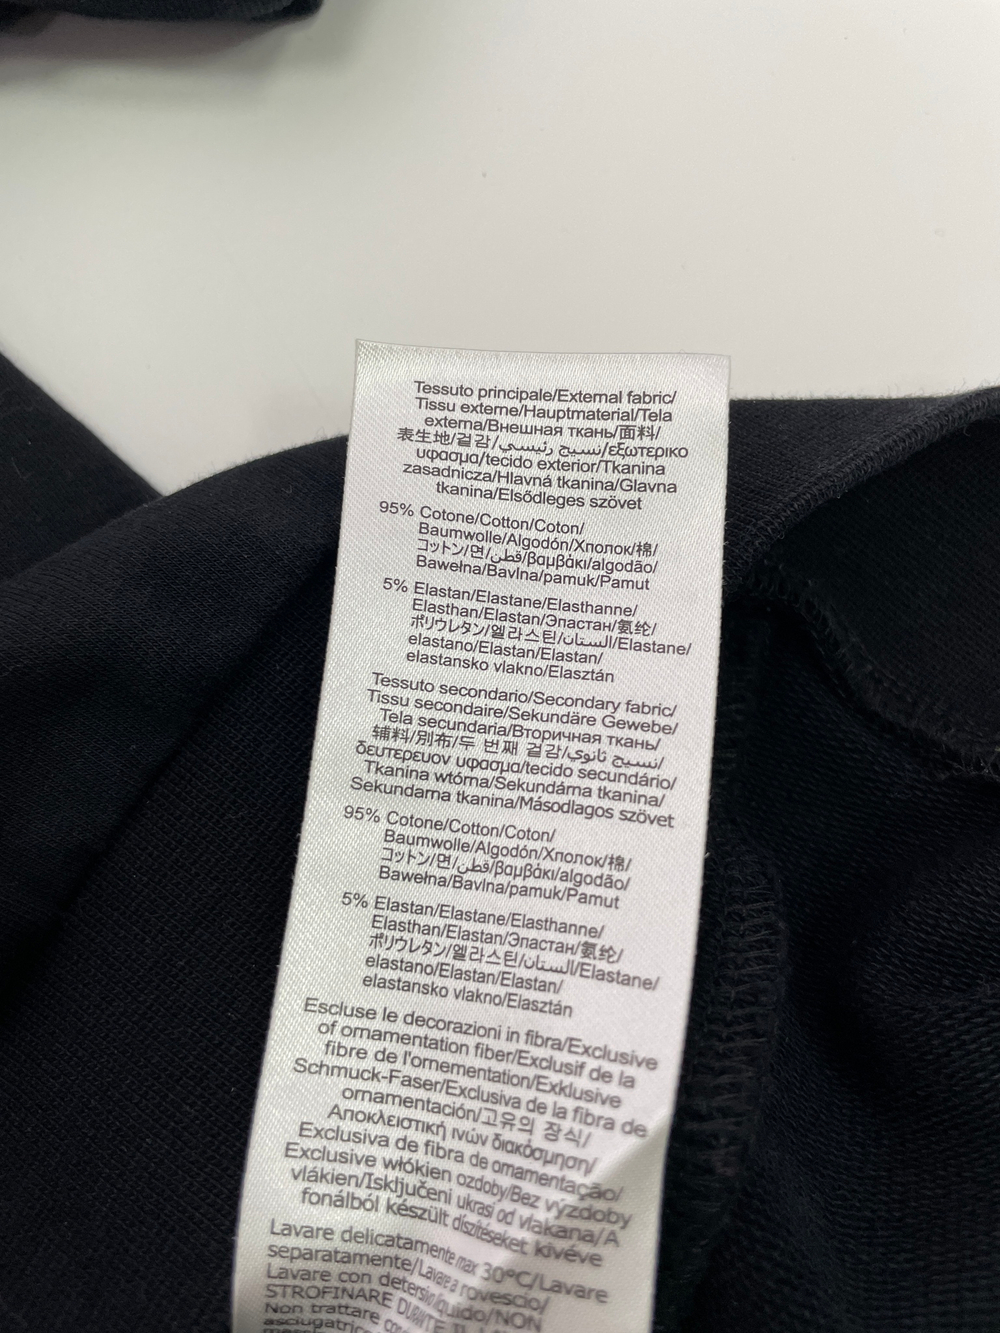 Tessuto principale/External fabric/
Tissu externe/Hauptmaterial/Tela
externa/Внешная ткань/面料/
表生地/겉감/نسيج رئيسي/εξωτερικο
υφασμα/tecido exterior/Tkanina
zasadnicza/Hlavná tkanina/Glavna
tkanina/Elsődleges szövet
95% Cotone/Cotton/Coton/
Baumwolle/Algodón/Хлопок/棉/
コットン/면/قطن/βαμβάκι/algodão/
Bawełna/Bavlna/pamuk/Pamut
5% Elastan/Elastane/Elasthanne/
Elasthan/Elastan/Эластан/氨纶/
ポリウレタン/엘라스틴/الستان/Elastane/
elastano/Elastan/Elastan/
elastansko vlakno/Elasztán
Tessuto secondario/Secondary fabric/
Tissu secondaire/Sekundäre Gewebe/
Tela secundaria/Вторичная ткань/
辅料/別布/두 번째 겉감/نسيج ثانوي/
δευτερευον υφασμα/tecido secundário/
Tkanina wtórna/Sekundárna tkanina/
Sekundarna tkanina/Másodlagos szövet
95% Cotone/Cotton/Coton/
Baumwolle/Algodón/Хлопок/棉/
コットン/면/قطن/βαμβάκι/algodão/
Bawełna/Bavlna/pamuk/Pamut
5% Elastan/Elastane/Elasthanne/
Elasthan/Elastan/Эластан/氨纶/
ポリウレタン/엘라스틴/الستان/Elastane/
elastano/Elastan/Elastan/
elastansko vlakno/Elasztán
Escluse le decorazioni in fibra/Exclusive
of ornamentation fiber/Exclusif de la
fibre de l'ornementation/Exklusive
Schmuck-Faser/Exclusiva de la fibra de
ornamentación/고유의 장식/
Αποκλειστική ινών διακόσμηση/
Exclusiva de fibra de ornamentação/
Exclusive włókien ozdoby/Bez výzdoby
vlákien/Isključeni ukrasi od vlakana/A
fonálból készült díszítéseket kivéve
Lavare delicatamente max 30°C/Lavare
separatamente/Lavare a rovescio/
Lavare con detersivo liquido/NON
STROFINARE DURANTE
Non trattare
asciugatrice